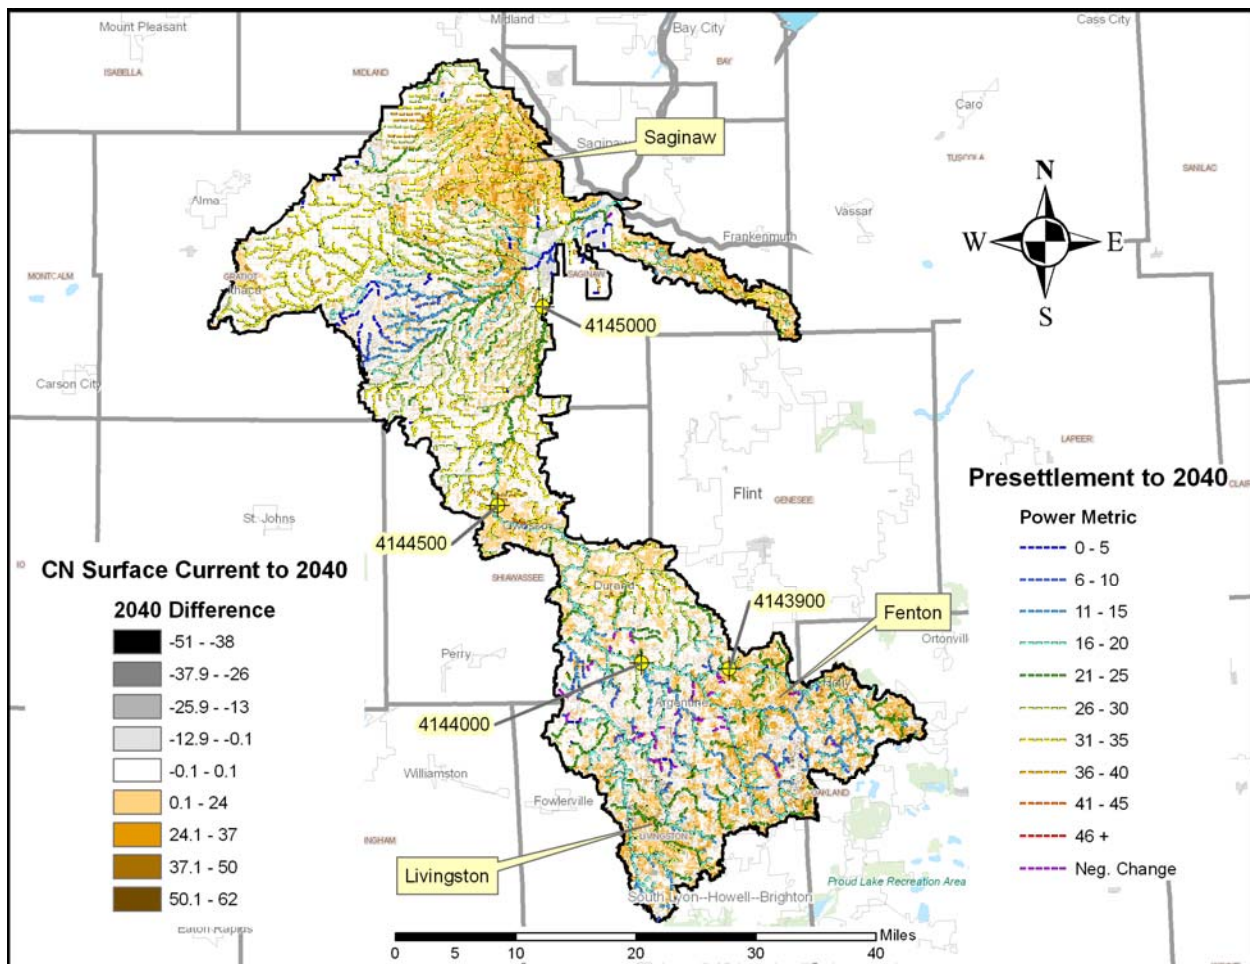 Mount Pleasant
Midland
Bay City
Cass City
ISABELLA
MIDLAND
BAY
Caro
Saginaw
Saginaw
TUSCOLA
SANILAC
N
W
E
S
Alma
Vassar
Frankenmuth
MONTCALM
GRATIOT
Ithaca
SAGINAW
4145000
Carson City
LAPEER
Flint
GENESEE
St. Johns
Owosso
4144500
SHIAWASSEE
Durand
4143900
Fenton
Ortonville
Perry
Holly
Argentine
4144000
Williamston
Fowlerville
OAKLAND
INGHAM
LIVINGSTON
Livingston
Proud Lake Recreation Area
South Lyon--Howell--Brighton
Eaton Rapids
CN Surface Current to 2040
2040 Difference
-51 - -38
-37.9 - -26
-25.9 - -13
-12.9 - -0.1
-0.1 - 0.1
0.1 - 24
24.1 - 37
37.1 - 50
50.1 - 62
Presettlement to 2040
Power Metric
0 - 5
6 - 10
11 - 15
16 - 20
21 - 25
26 - 30
31 - 35
36 - 40
41 - 45
46 +
Neg. Change
Miles
0 5 10 20 30 40